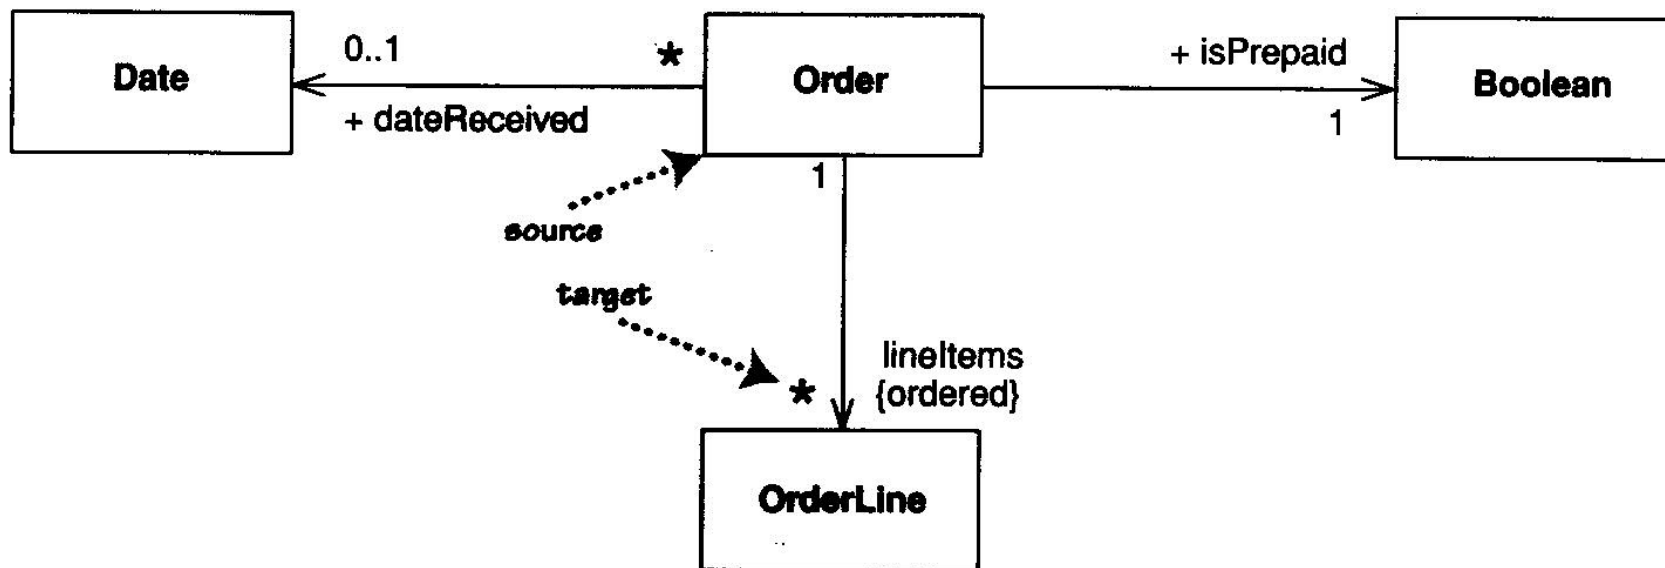 Date
0..1
*
+ dateReceived
Order
+ isPrepaid
1
Boolean
1
source
target
*
lineItems
{ordered}
OrderLine